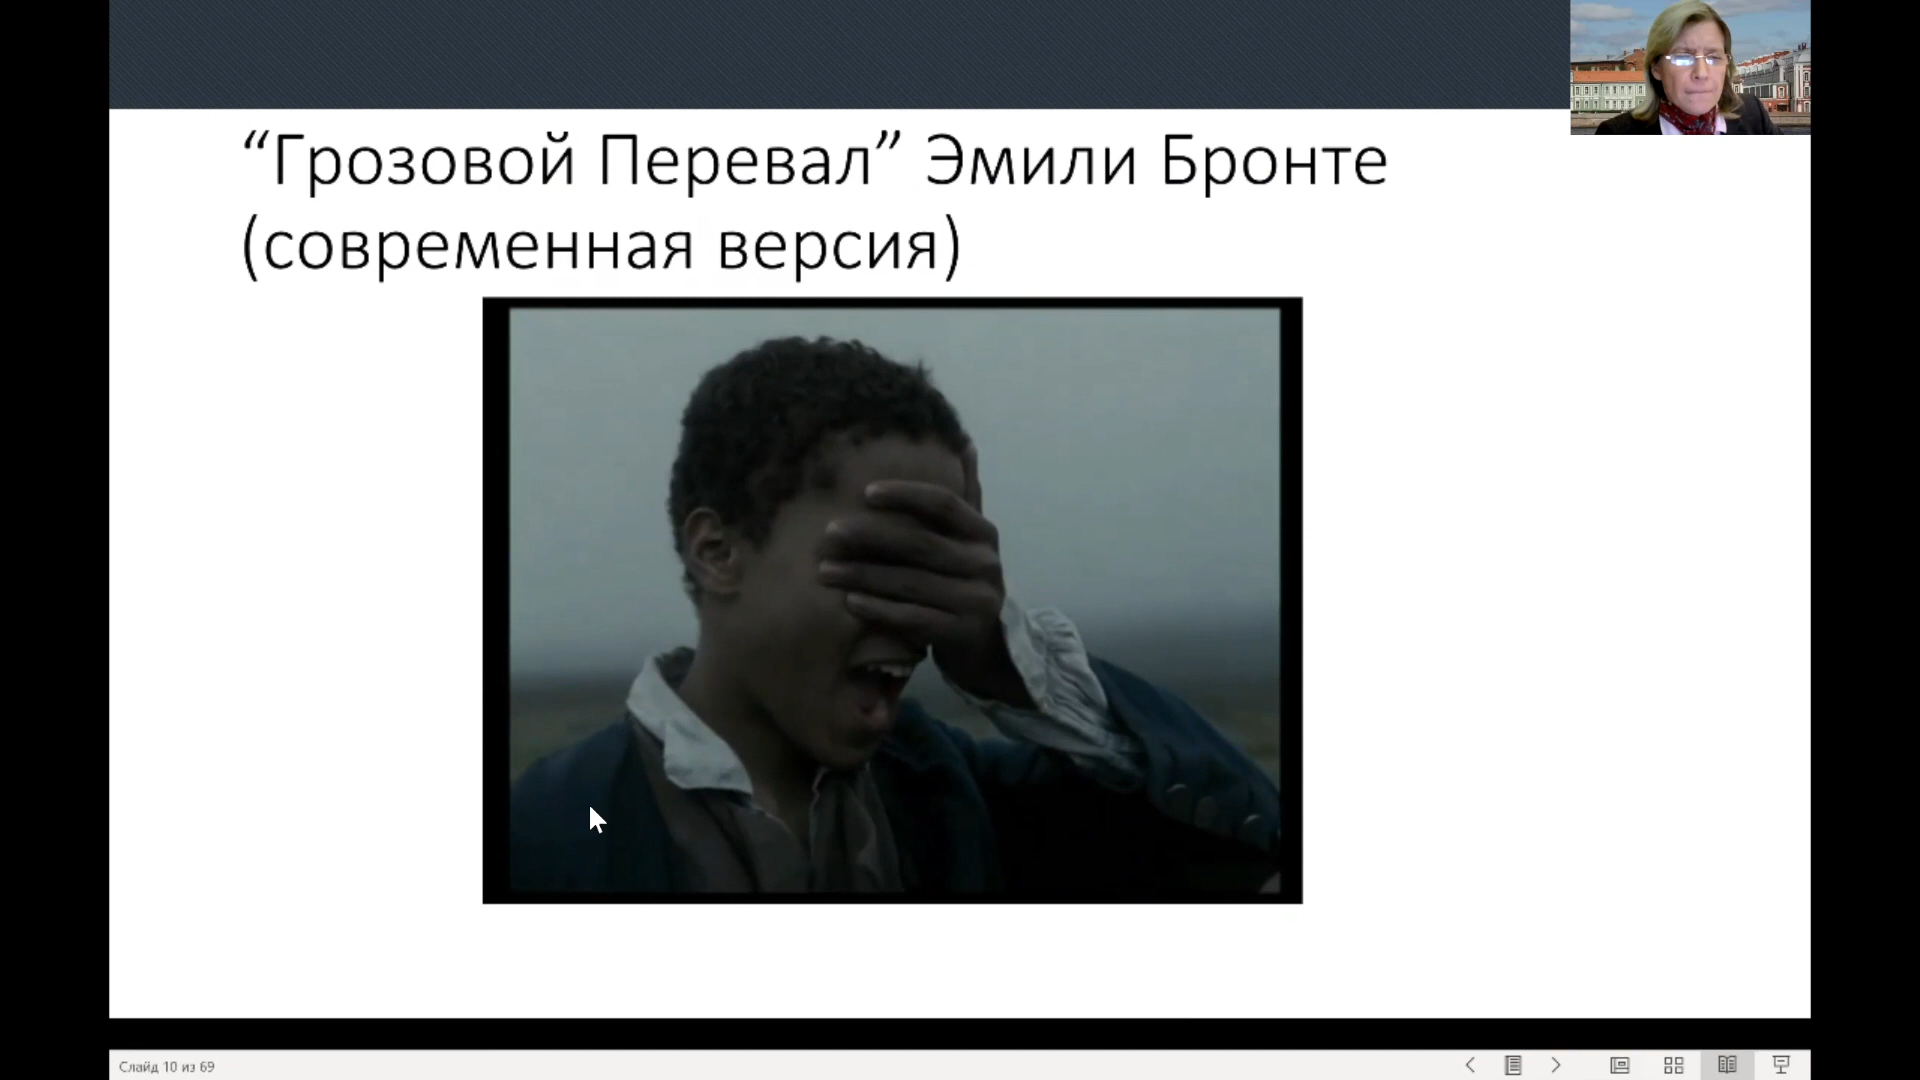 “Грозовой Перевал” Эмили Бронте
(современная версия)
Слайд 10 из 69